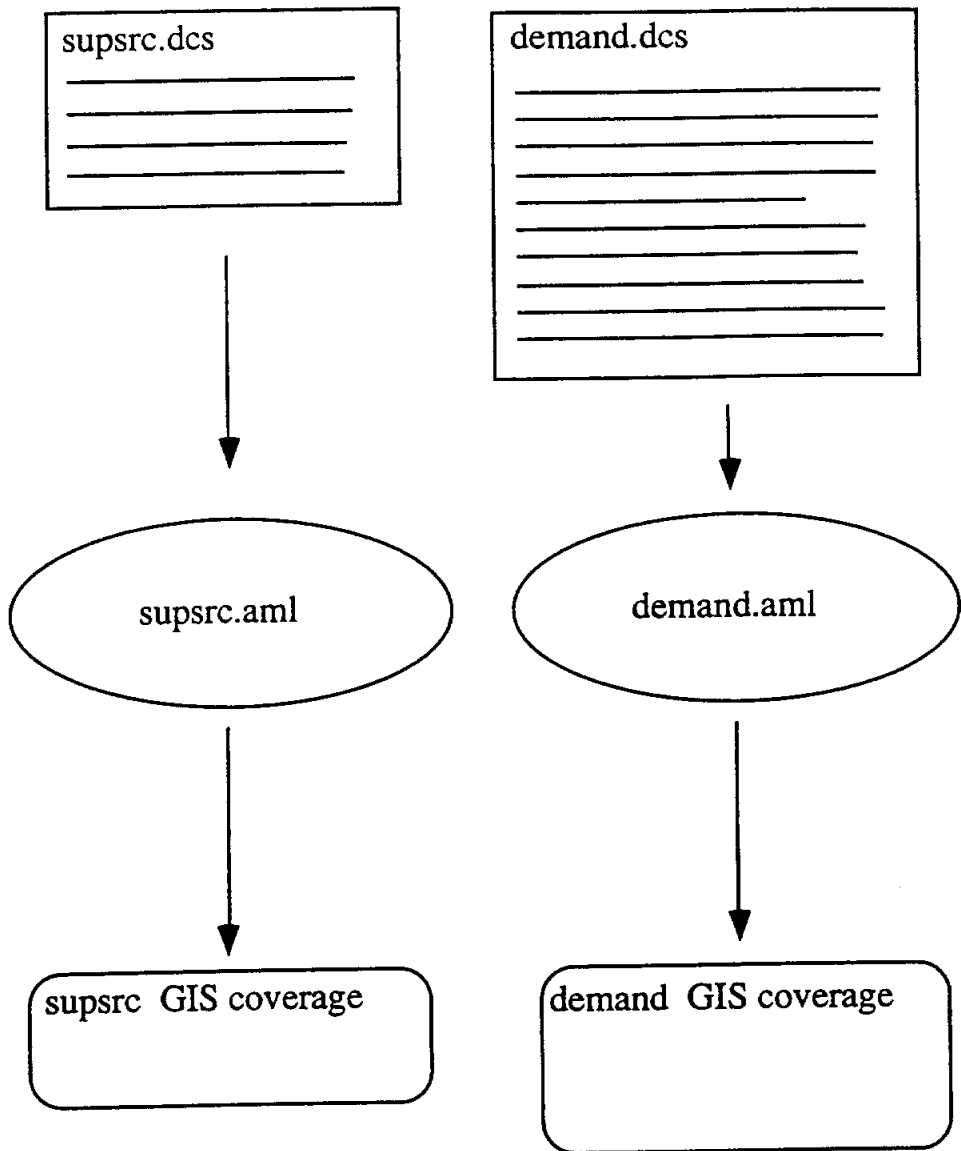 supsrc.dcs
demand.dcs
supsrc.aml
demand.aml
supsrc GIS coverage
demand GIS coverage